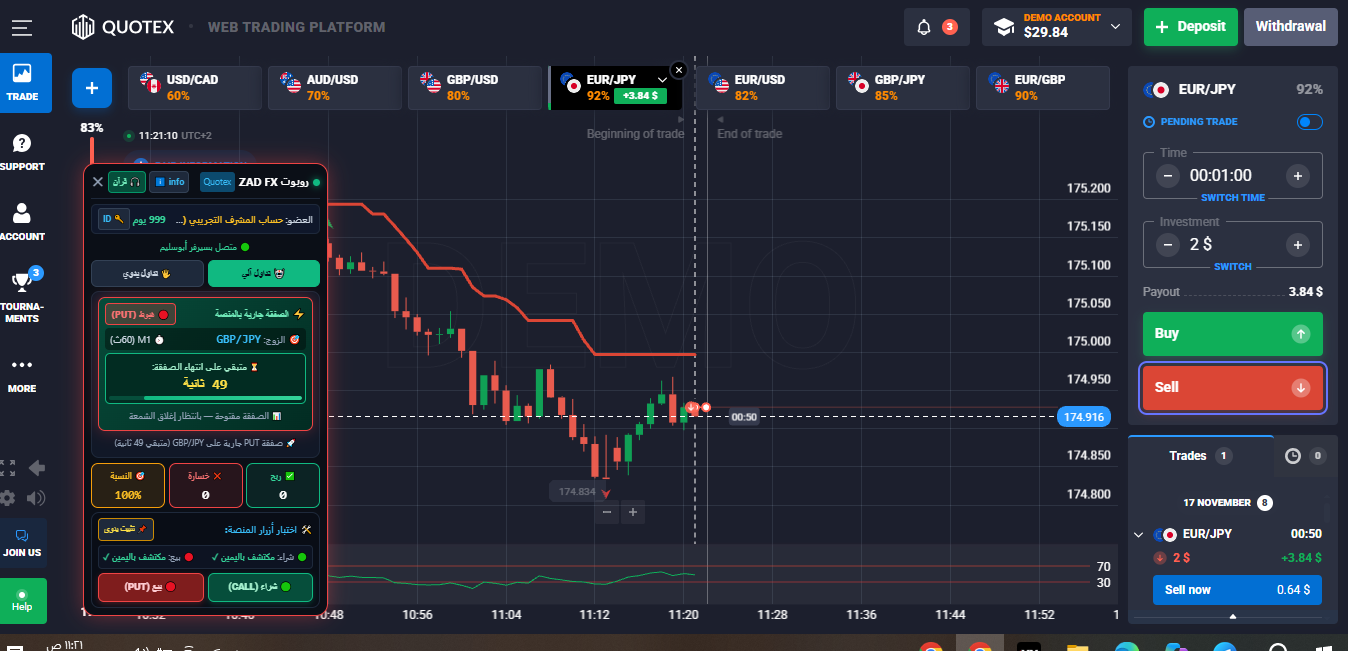 QUOTEX • WEB TRADING PLATFORM
3
DEMO ACCOUNT
$29.84
+ Deposit
Withdrawal
TRADE
SUPPORT
ACCOUNT
3
TOURNA-
MENTS
MORE
JOIN US
Help
+
USD/CAD
60%
AUD/USD
70%
GBP/USD
80%
EUR/JPY
92% +3.84 $
EUR/USD
82%
GBP/JPY
85%
EUR/GBP
90%
83%
11:21:10 UTC+2
Beginning of trade
End of trade
DEMO
روبوت ZAD FX
Quotex
info
قرآن
العضو: حساب المشرف التجريبي (...
999 يوم
ID
متصل بسيرفر أبوسليم
تداول آلي
تداول يدوي
الصفقة جارية بالمنصة
هبوط (PUT)
الزوج: GBP/JPY
M1 (60ث)
متبقي على انتهاء الصفقة:
49 ثانية
الصفقة مفتوحة — بانتظار إغلاق الشمعة
صفقة PUT جارية على GBP/JPY (متبقي 49 ثانية)
ربح
0
خسارة
0
النسبة
100%
اختبار أزرار المنصة:
تثبيت يدوي
شراء: مكتشف باليمين ✓
بيع: مكتشف باليمين ✓
شراء (CALL)
بيع (PUT)
175.200
175.150
175.100
175.050
175.000
174.950
174.916
174.850
174.800
00:50
174.834
70
30
10:48
10:56
11:04
11:12
11:20
11:28
11:36
11:44
11:52
EUR/JPY 92%
PENDING TRADE
Time
00:01:00
SWITCH TIME
Investment
2 $
SWITCH
Payout 3.84 $
Buy
Sell
Trades 1
0
17 NOVEMBER 8
EUR/JPY 00:50
2 $ +3.84 $
Sell now 0.64 $
١١:٢١ ص